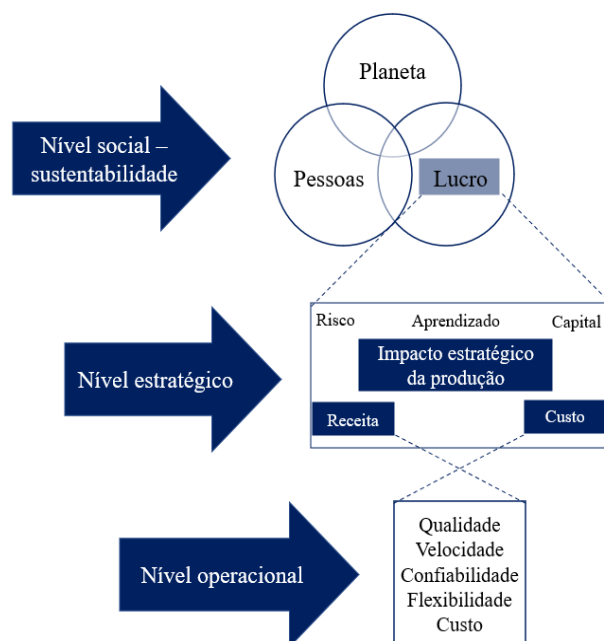 Planeta
Nível social –
sustentabilidade
Pessoas
Lucro
Risco
Aprendizado
Capital
Impacto estratégico
da produção
Nível estratégico
Receita
Custo
Qualidade
Velocidade
Confiabilidade
Flexibilidade
Custo
Nível operacional